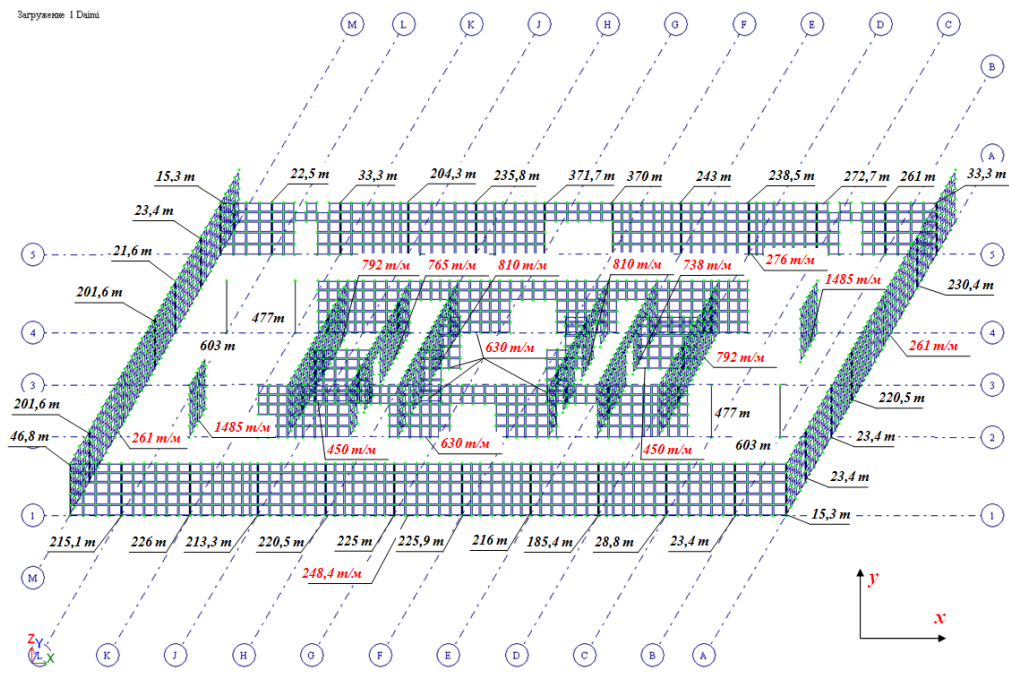 Загружение 1 Daimi
M L K J H G F E D C
B
A
15,3 m 22,5 m 33,3 m 204,3 m 235,8 m 371,7 m 370 m 243 m 238,5 m 272,7 m 261 m 33,3 m
23,4 m
21,6 m
5 792 т/м 765 т/м 810 т/м 810 т/м 738 т/м 276 m 5
201,6 m 1485 т/м 230,4 m
477m
4 603 m 630 т/м 4
792 т/м 261 т/м
3 3
201,6 m 220,5 m
46,8 m 261 т/м 1485 т/м 477 m
2 450 т/м 630 т/м 450 т/м 603 m 23,4 m 2
23,4 m
1 15,3 m 1
215,1 m 226 m 213,3 m 220,5 m 225 m 225,9 m 216 m 185,4 m 28,8 m 23,4 m
M 248,4 т/м
y
x
Z Y X
L K J H G F E D C B A